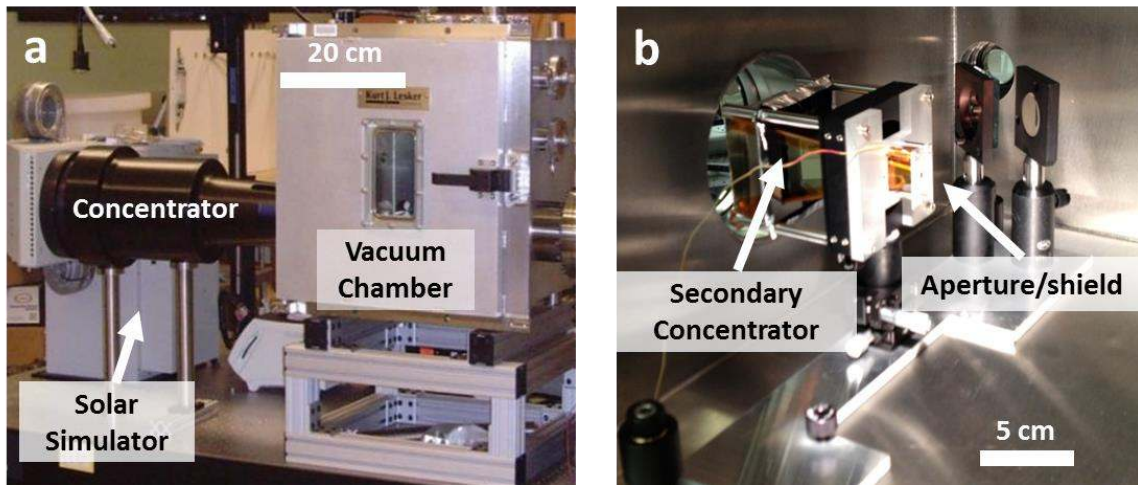 a
20 cm
Kurt J. Lesker
Concentrator
Vacuum
Chamber
Solar
Simulator
b
Secondary
Concentrator
Aperture/shield
5 cm